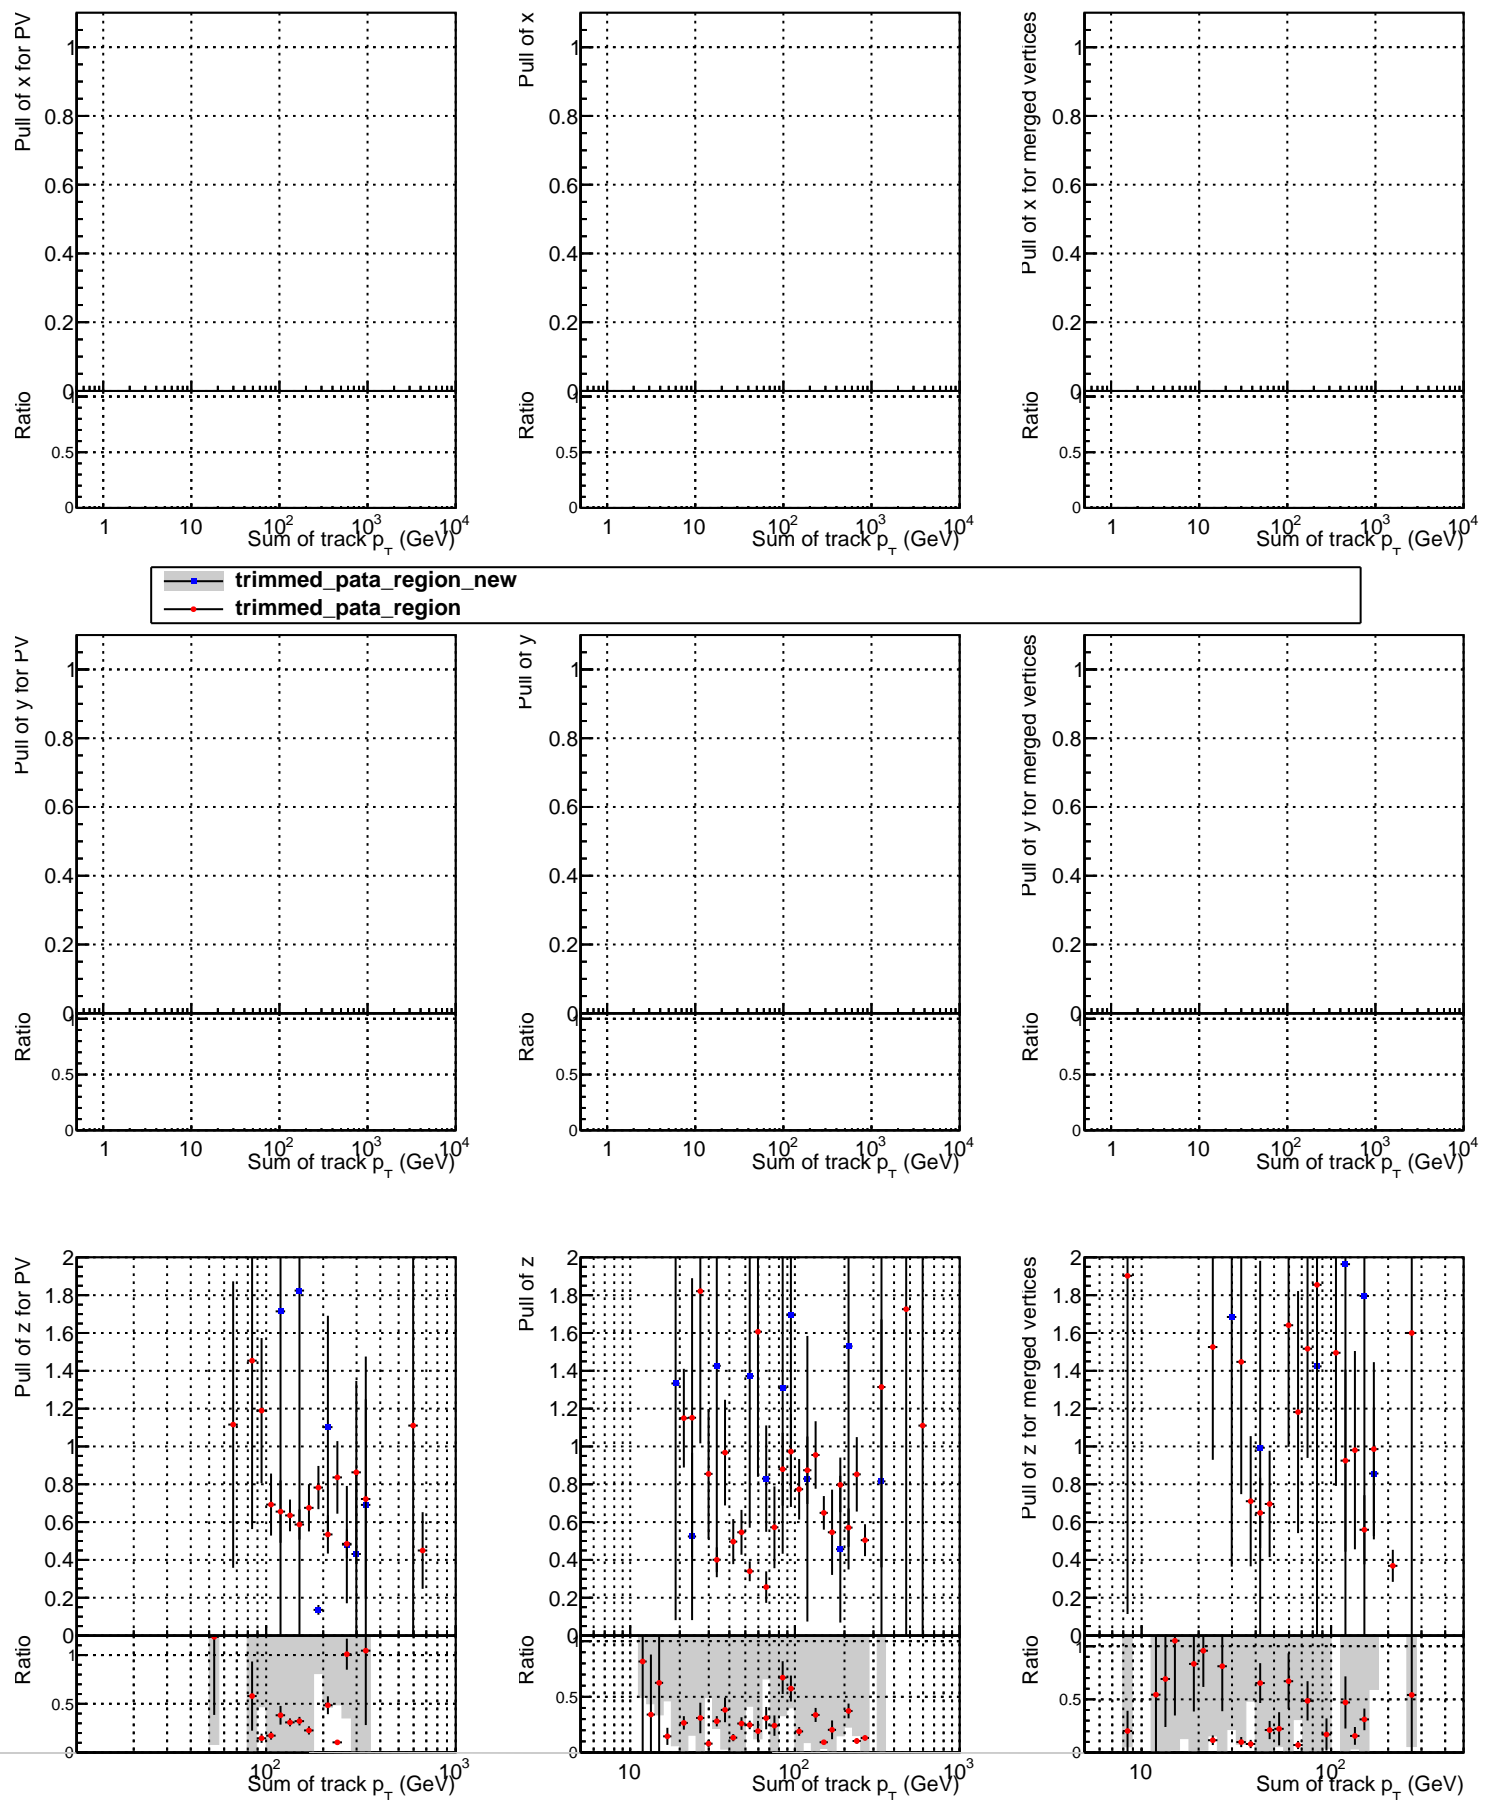 Pull of x for PV
1
0.8
0.6
0.4
0.2
0
Ratio
0.5
0
1 10 10² 10³ 10⁴
Sum of track p_T (GeV)
Pull of x
1
0.8
0.6
0.4
0.2
0
Ratio
0.5
0
1 10 10² 10³ 10⁴
Sum of track p_T (GeV)
Pull of x for merged vertices
1
0.8
0.6
0.4
0.2
0
Ratio
0.5
0
1 10 10² 10³ 10⁴
Sum of track p_T (GeV)
trimmed_pata_region_new
trimmed_pata_region
Pull of y for PV
1
0.8
0.6
0.4
0.2
0
Ratio
0.5
0
1 10 10² 10³ 10⁴
Sum of track p_T (GeV)
Pull of y
1
0.8
0.6
0.4
0.2
0
Ratio
0.5
0
1 10 10² 10³ 10⁴
Sum of track p_T (GeV)
Pull of y for merged vertices
1
0.8
0.6
0.4
0.2
0
Ratio
0.5
0
1 10 10² 10³ 10⁴
Sum of track p_T (GeV)
Pull of z for PV
2
1.8
1.6
1.4
1.2
1
0.8
0.6
0.4
0.2
0
Ratio
1
0.5
0
10² 10³
Sum of track p_T (GeV)
Pull of z
2
1.8
1.6
1.4
1.2
1
0.8
0.6
0.4
0.2
0
Ratio
0.5
0
10 10² 10³
Sum of track p_T (GeV)
Pull of z for merged vertices
2
1.8
1.6
1.4
1.2
1
0.8
0.6
0.4
0.2
0
Ratio
1
0.5
0
10 10²
Sum of track p_T (GeV)